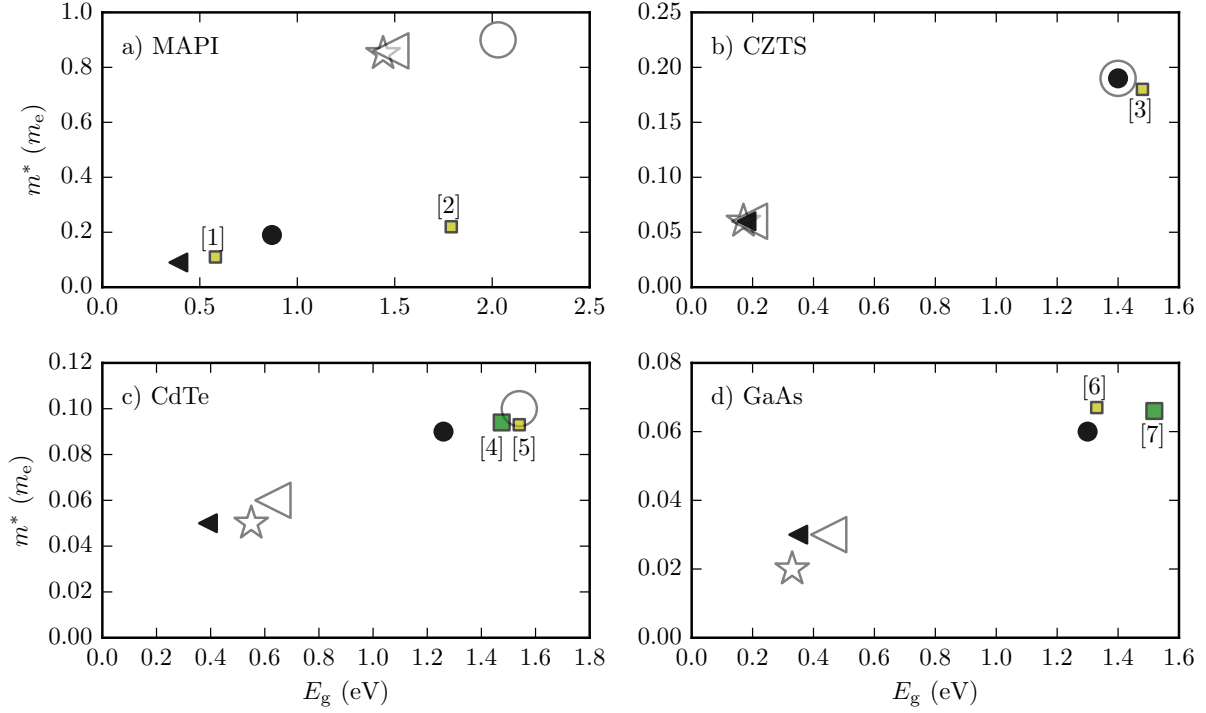 a) MAPI
m* (mₑ)
1.0
0.8
0.6
0.4
0.2
0.0
[1]
[2]
0.0 0.5 1.0 1.5 2.0 2.5
b) CZTS
0.25
0.20
0.15
0.10
0.05
0.00
[3]
0.0 0.2 0.4 0.6 0.8 1.0 1.2 1.4 1.6
c) CdTe
m* (mₑ)
0.12
0.10
0.08
0.06
0.04
0.02
0.00
[4] [5]
0.0 0.2 0.4 0.6 0.8 1.0 1.2 1.4 1.6 1.8
E_g (eV)
d) GaAs
0.08
0.06
0.04
0.02
0.00
[6]
[7]
0.0 0.2 0.4 0.6 0.8 1.0 1.2 1.4 1.6
E_g (eV)